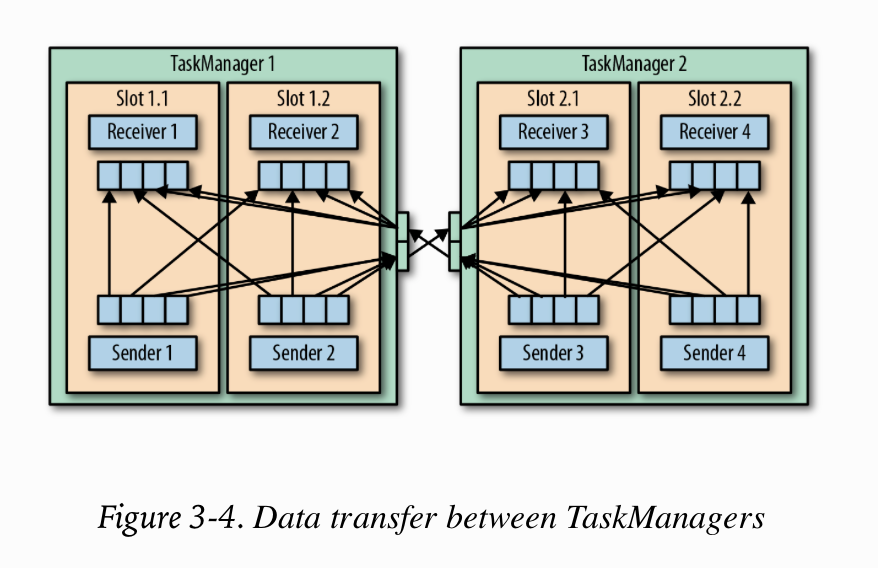 TaskManager 1
TaskManager 2
Slot 1.1
Slot 1.2
Slot 2.1
Slot 2.2
Receiver 1
Receiver 2
Receiver 3
Receiver 4
Sender 1
Sender 2
Sender 3
Sender 4
Figure 3-4. Data transfer between TaskManagers